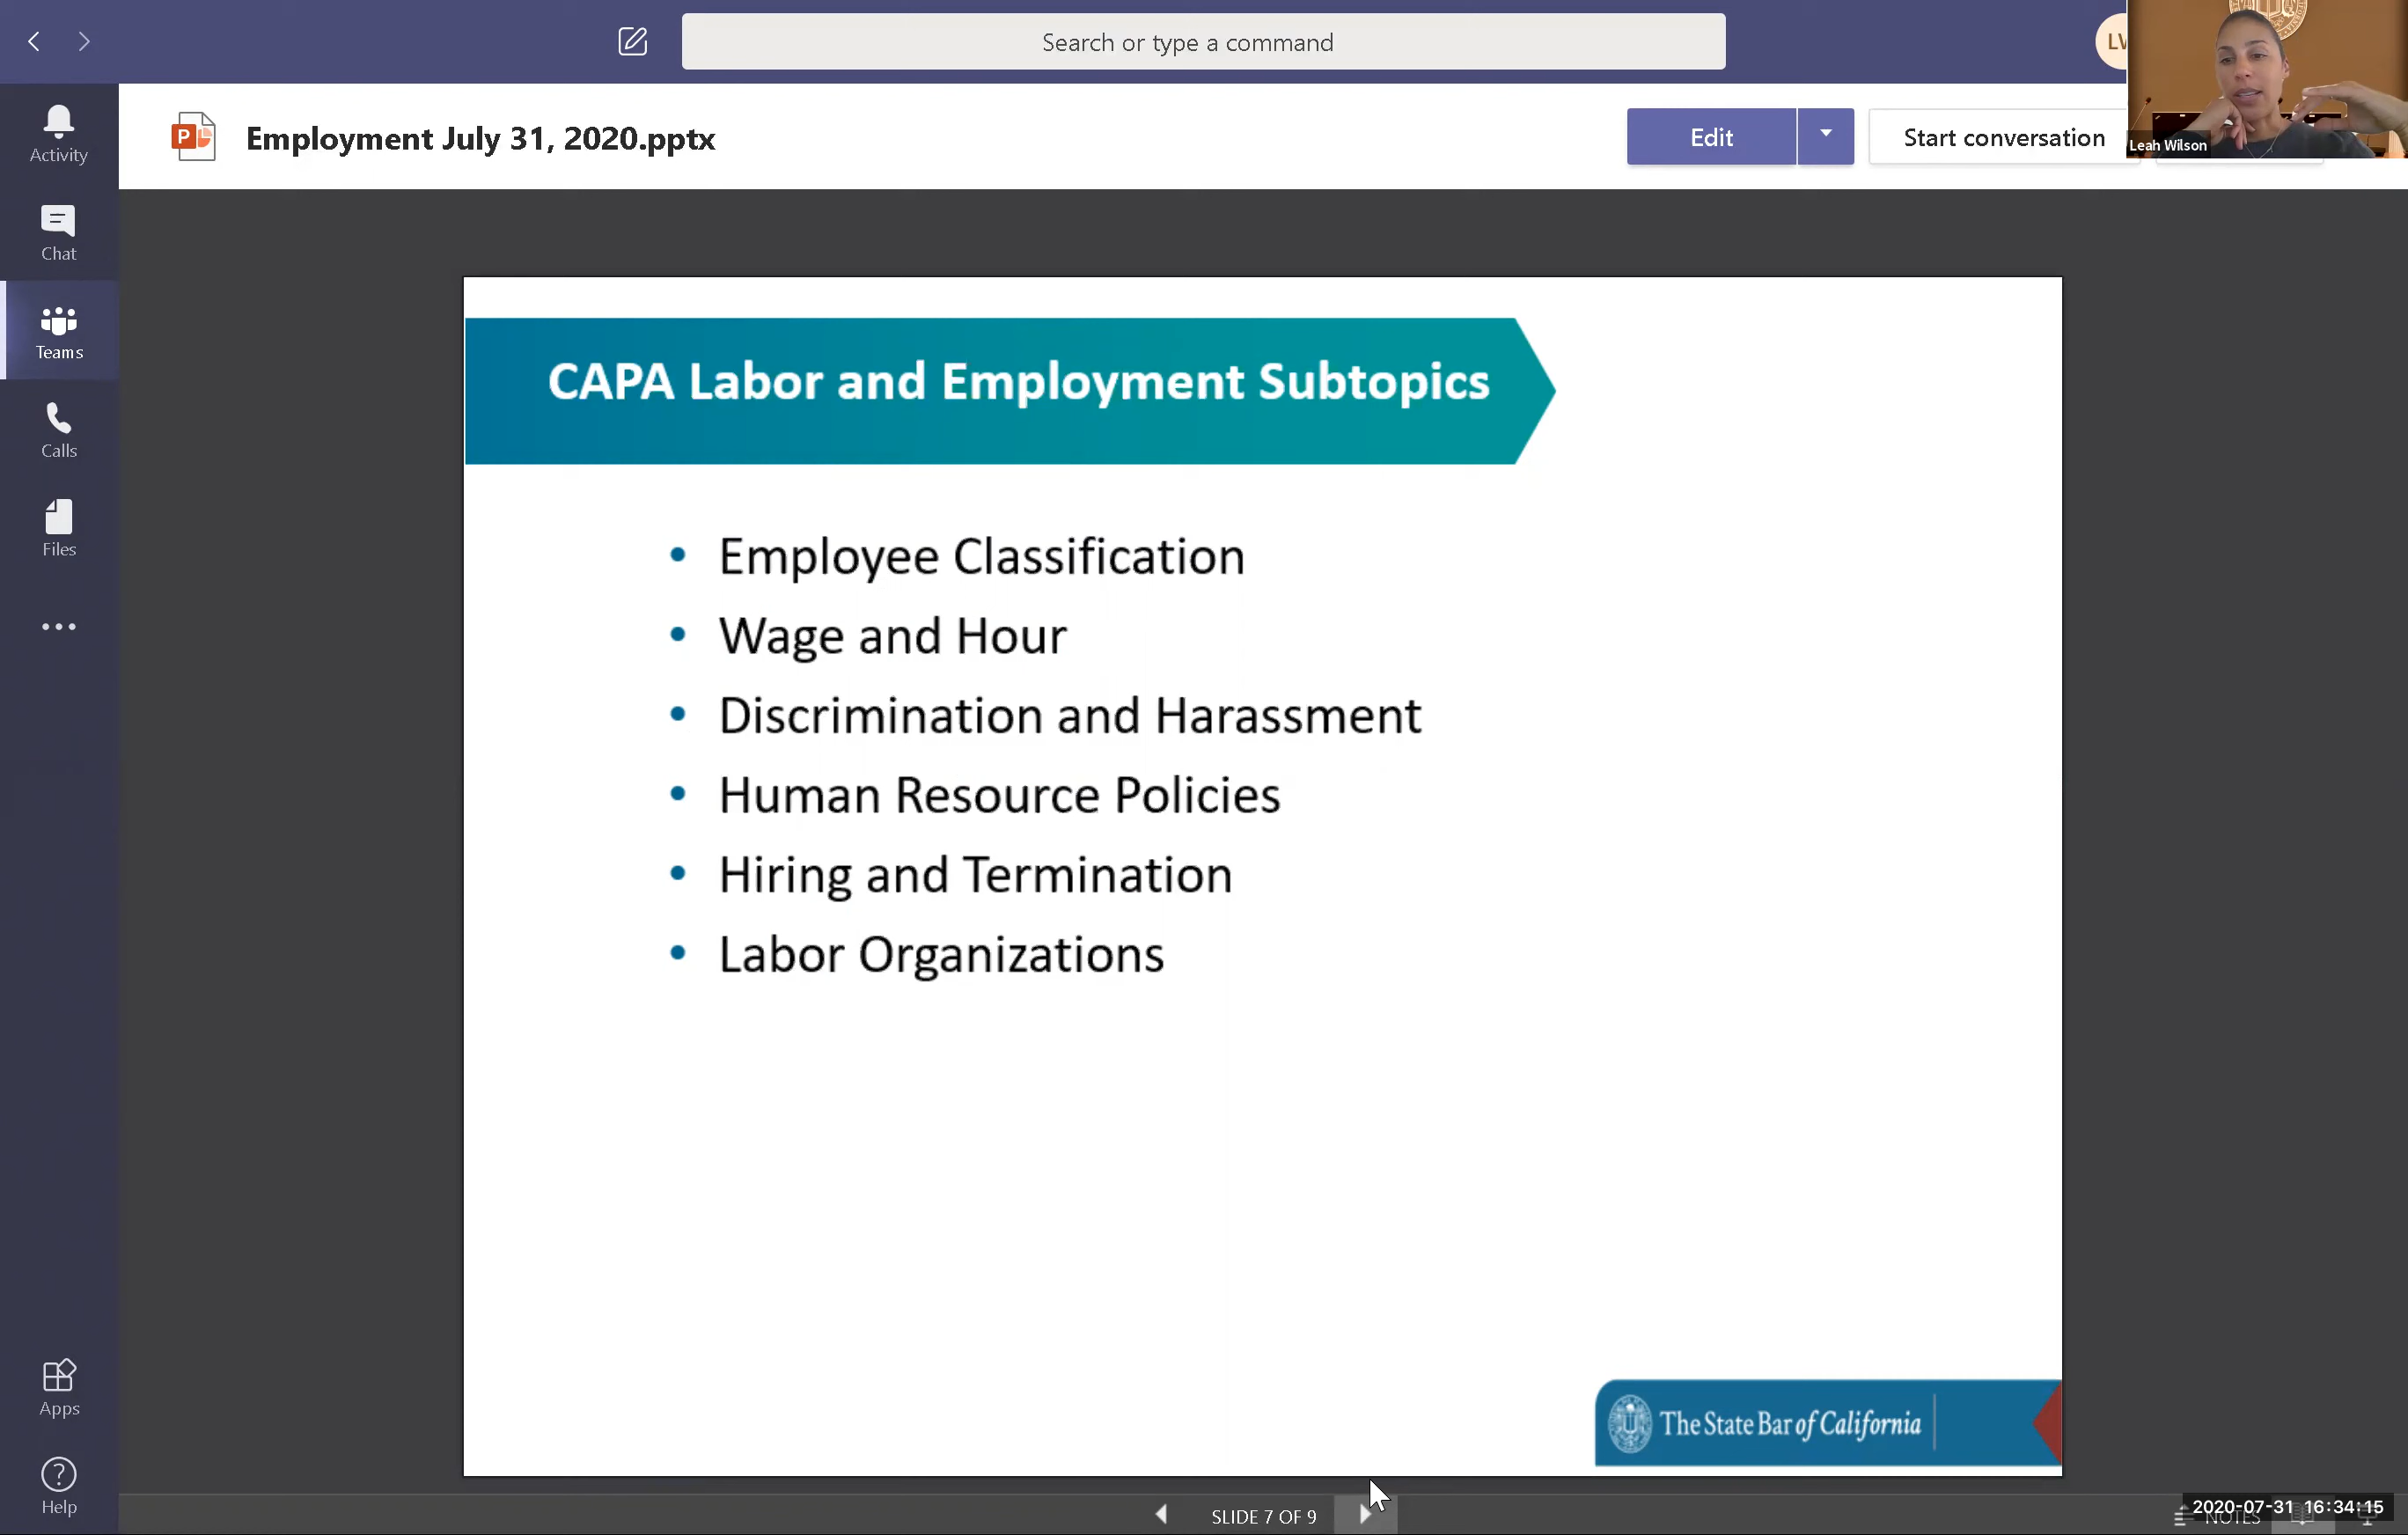 Search or type a command
LV
Leah Wilson
Activity
Chat
Teams
Calls
Files
Apps
Help
P
Employment July 31, 2020.pptx
Edit
Start conversation
CAPA Labor and Employment Subtopics
• Employee Classification
• Wage and Hour
• Discrimination and Harassment
• Human Resource Policies
• Hiring and Termination
• Labor Organizations
The State Bar of California
SLIDE 7 OF 9
NOTES
2020-07-31 16:34:15